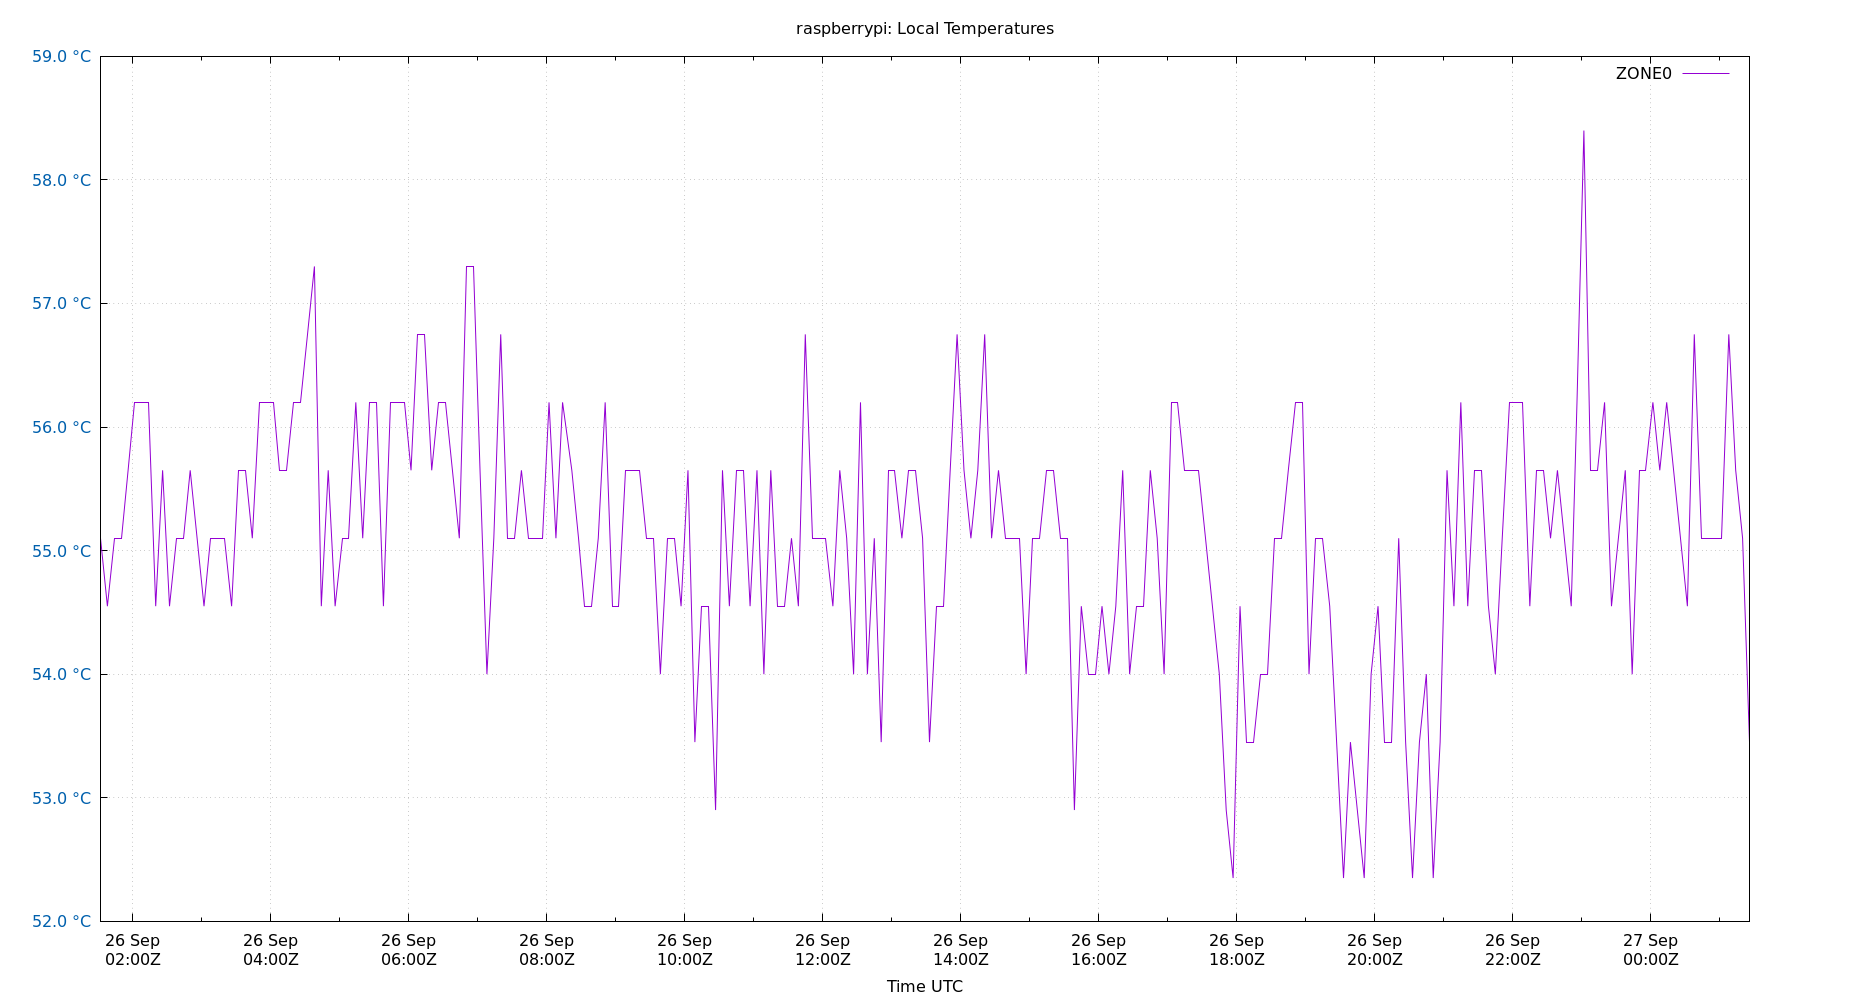 raspberrypi: Local Temperatures
59.0 °C
ZONE0
58.0 °C
57.0 °C
56.0 °C
55.0 °C
54.0 °C
53.0 °C
52.0 °C
26 Sep 26 Sep 26 Sep 26 Sep 26 Sep 26 Sep 26 Sep 26 Sep 26 Sep 26 Sep 26 Sep 27 Sep
02:00Z 04:00Z 06:00Z 08:00Z 10:00Z 12:00Z 14:00Z 16:00Z 18:00Z 20:00Z 22:00Z 00:00Z
Time UTC